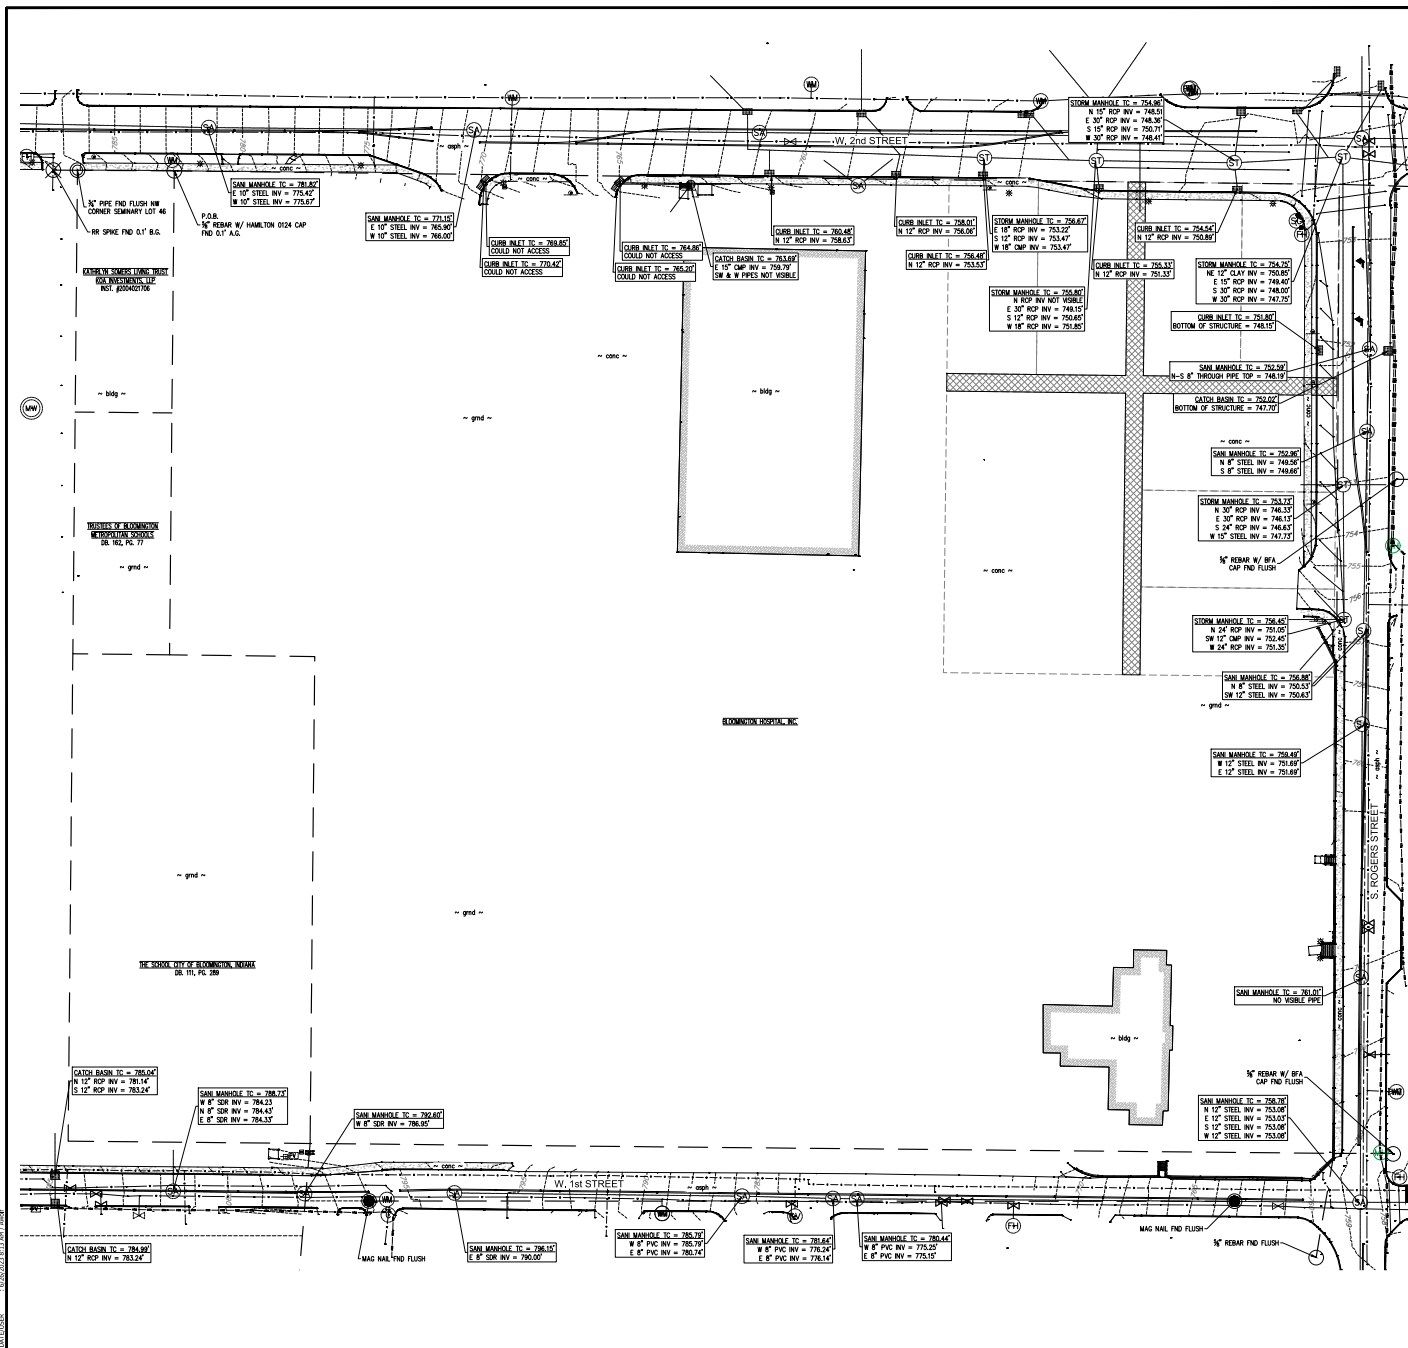 STORM MANHOLE TC = 754.96'
N 15" RCP INV = 748.51
E 30" RCP INV = 748.36'
S 15" RCP INV = 750.71'
W 30" RCP INV = 748.41'
W. 2nd STREET
~ asph ~
~ conc ~
~ conc ~
~ conc ~
SANI MANHOLE TC = 781.82'
E 10" STEEL INV = 775.42'
W 10" STEEL INV = 775.67'
PIPE FND FLUSH NW
CORNER SEMINARY LOT 46
RR SPIKE FND 0.1' B.G.
P.O.B.
⅝" REBAR W/ HAMILTON 0124 CAP
FND 0.1' A.G.
SANI MANHOLE TC = 771.15'
E 10" STEEL INV = 765.90'
W 10" STEEL INV = 766.00'
CURB INLET TC = 769.85'
COULD NOT ACCESS
CURB INLET TC = 770.42'
COULD NOT ACCESS
CURB INLET TC = 764.86'
COULD NOT ACCESS
CURB INLET TC = 765.20'
COULD NOT ACCESS
CATCH BASIN TC = 763.69'
E 15" CMP INV = 759.79'
SW & W PIPES NOT VISIBLE
CURB INLET TC = 760.48'
N 12" RCP INV = 758.63'
CURB INLET TC = 758.01'
N 12" RCP INV = 756.06'
CURB INLET TC = 756.48'
N 12" RCP INV = 753.53'
STORM MANHOLE TC = 756.67'
E 18" RCP INV = 753.22'
S 12" RCP INV = 753.47'
W 18" CMP INV = 753.47'
STORM MANHOLE TC = 755.80'
N RCP INV NOT VISIBLE
E 30" RCP INV = 749.15'
S 12" RCP INV = 750.65'
W 18" RCP INV = 751.85'
CURB INLET TC = 755.33'
N 12" RCP INV = 751.33'
CURB INLET TC = 754.54'
N 12" RCP INV = 750.89'
STORM MANHOLE TC = 754.75'
NE 12" CLAY INV = 750.85'
E 15" RCP INV = 749.40'
S 30" RCP INV = 748.00'
W 30" RCP INV = 747.75'
CURB INLET TC = 751.80'
BOTTOM OF STRUCTURE = 748.15'
SANI MANHOLE TC = 752.59'
N-S 8" THROUGH PIPE TOP = 748.19'
CATCH BASIN TC = 752.02'
BOTTOM OF STRUCTURE = 747.70'
KATHRLYN SOMERS LIVING TRUST
KOA INVESTMENTS, LLP
INST. #2004021706
~ bldg ~
~ grnd ~
~ conc ~
~ bldg ~
~ conc ~
~ conc ~
SANI MANHOLE TC = 752.96'
N 8" STEEL INV = 749.56'
S 8" STEEL INV = 749.66'
STORM MANHOLE TC = 753.73'
N 30" RCP INV = 746.33'
E 30" RCP INV = 746.13'
S 24" RCP INV = 746.63'
W 15" STEEL INV = 747.73'
TRUSTEES OF BLOOMINGTON
METROPOLITAN SCHOOLS
DB. 162, PG. 77
~ grnd ~
~ conc ~
⅝" REBAR W/ BFA
CAP FND FLUSH
STORM MANHOLE TC = 756.45'
N 24' RCP INV = 751.05'
SW 12" CMP INV = 752.45'
W 24" RCP INV = 751.35'
~ conc ~
SANI MANHOLE TC = 756.88'
N 8" STEEL INV = 750.53'
SW 12" STEEL INV = 750.63'
~ grnd ~
BLOOMINGTON HOSPITAL, INC.
SANI MANHOLE TC = 759.49'
W 12" STEEL INV = 751.69'
E 12" STEEL INV = 751.69'
~ asph ~
S. ROGERS STREET
~ grnd ~
~ grnd ~
THE SCHOOL CITY OF BLOOMINGTON, INDIANA
DB. 111, PG. 289
SANI MANHOLE TC = 761.01'
NO VISIBLE PIPE
~ conc ~
~ bldg ~
CATCH BASIN TC = 785.04'
N 12" RCP INV = 781.14'
S 12" RCP INV = 783.24'
SANI MANHOLE TC = 788.73'
W 8" SDR INV = 784.23
N 8" SDR INV = 784.43'
E 8" SDR INV = 784.33'
SANI MANHOLE TC = 792.60'
W 8" SDR INV = 786.95'
⅝" REBAR W/ BFA
CAP FND FLUSH
SANI MANHOLE TC = 758.78'
N 12" STEEL INV = 753.08'
E 12" STEEL INV = 753.03'
S 12" STEEL INV = 753.08'
W 12" STEEL INV = 753.08'
~ conc ~
W. 1st STREET
~ asph ~
CATCH BASIN TC = 784.99'
N 12" RCP INV = 783.24'
MAG NAIL FND FLUSH
SANI MANHOLE TC = 796.15'
E 8" SDR INV = 790.00'
SANI MANHOLE TC = 785.79'
W 8" PVC INV = 785.79'
E 8" PVC INV = 780.74'
SANI MANHOLE TC = 781.64'
W 8" PVC INV = 776.24'
E 8" PVC INV = 776.14'
SANI MANHOLE TC = 780.44'
W 8" PVC INV = 775.25'
E 8" PVC INV = 775.15'
FH
MAG NAIL FND FLUSH
⅝" REBAR FND FLUSH